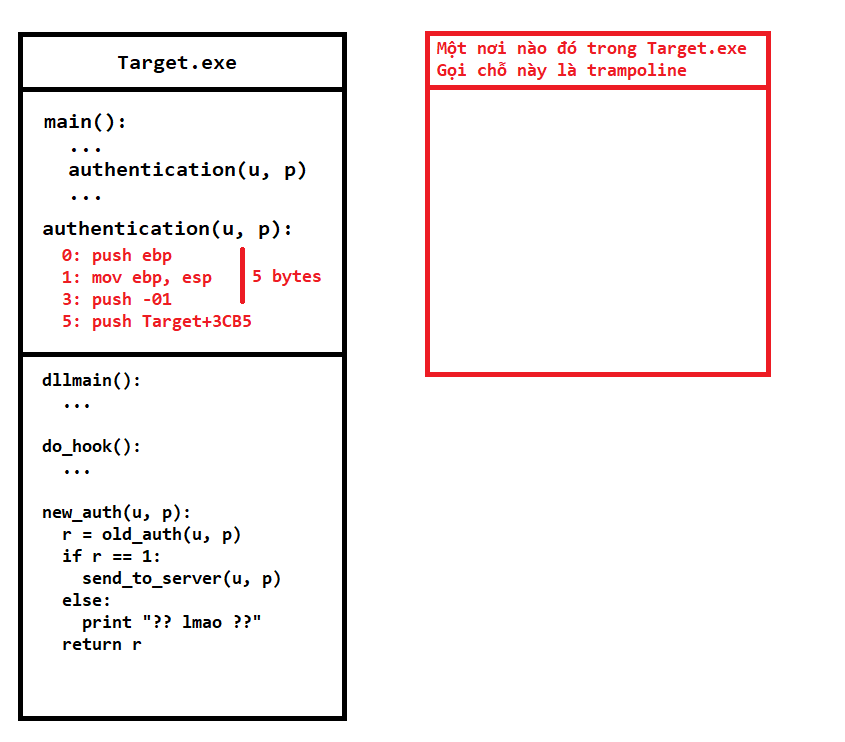 Target.exe
main():
...
authentication(u, p)
...
authentication(u, p):
0: push ebp
1: mov ebp, esp
3: push -01
5: push Target+3CB5
5 bytes
dllmain():
...
do_hook():
...
new_auth(u, p):
r = old_auth(u, p)
if r == 1:
send_to_server(u, p)
else:
print "?? lmao ??"
return r
Một nơi nào đó trong Target.exe
Gọi chỗ này là trampoline